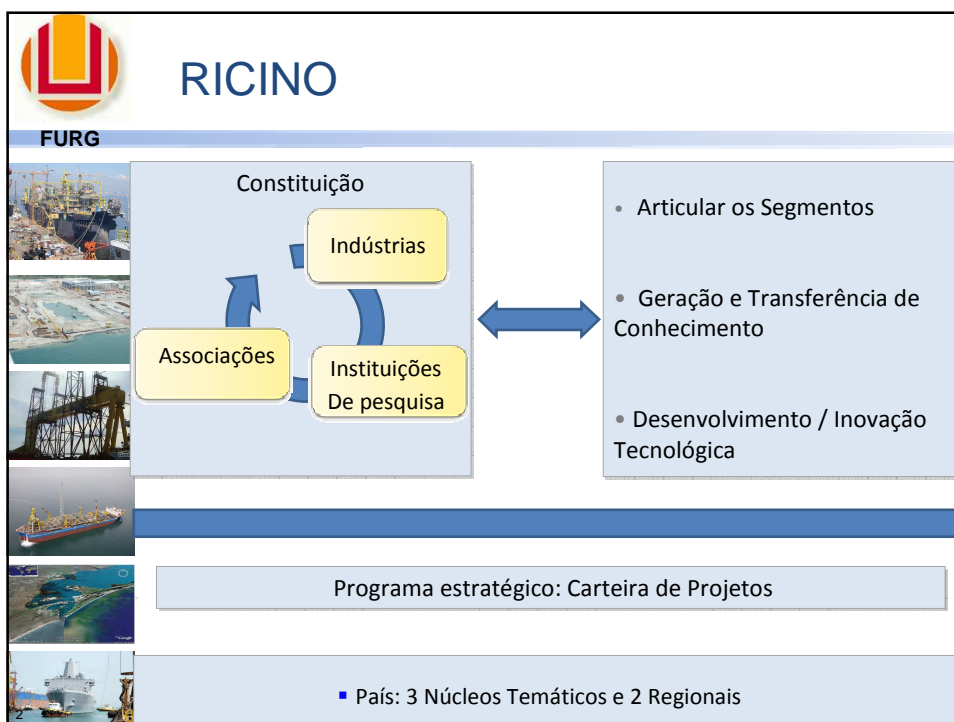 RICINO
FURG
Constituição
Indústrias
Associações
Instituições
De pesquisa
• Articular os Segmentos
• Geração e Transferência de
Conhecimento
• Desenvolvimento / Inovação
Tecnológica
Programa estratégico: Carteira de Projetos
▪ País: 3 Núcleos Temáticos e 2 Regionais
2